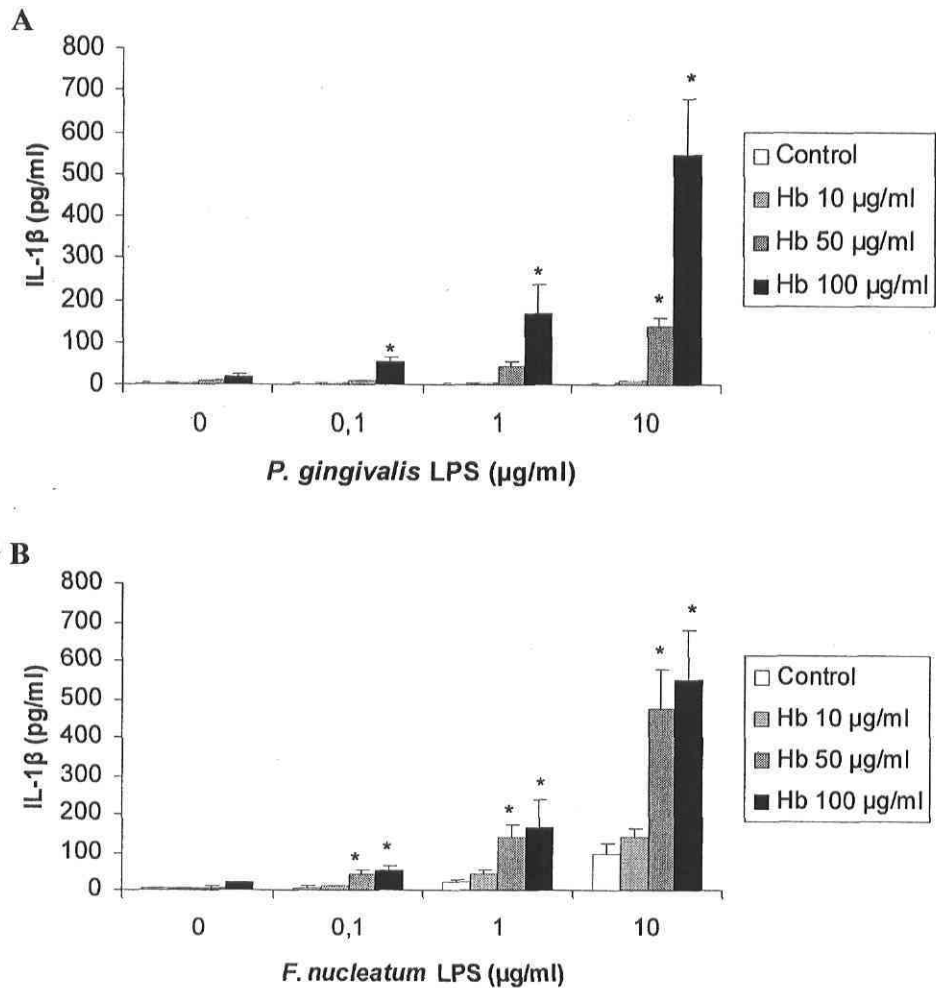 A
800
700
600
500
400
300
200
100
0
IL-1β (pg/ml)
*
*
*
*
0 0,1 1 10
P. gingivalis LPS (µg/ml)
Control
Hb 10 µg/ml
Hb 50 µg/ml
Hb 100 µg/ml
B
800
700
600
500
400
300
200
100
0
IL-1β (pg/ml)
* *
* *
* *
0 0,1 1 10
F. nucleatum LPS (µg/ml)
Control
Hb 10 µg/ml
Hb 50 µg/ml
Hb 100 µg/ml